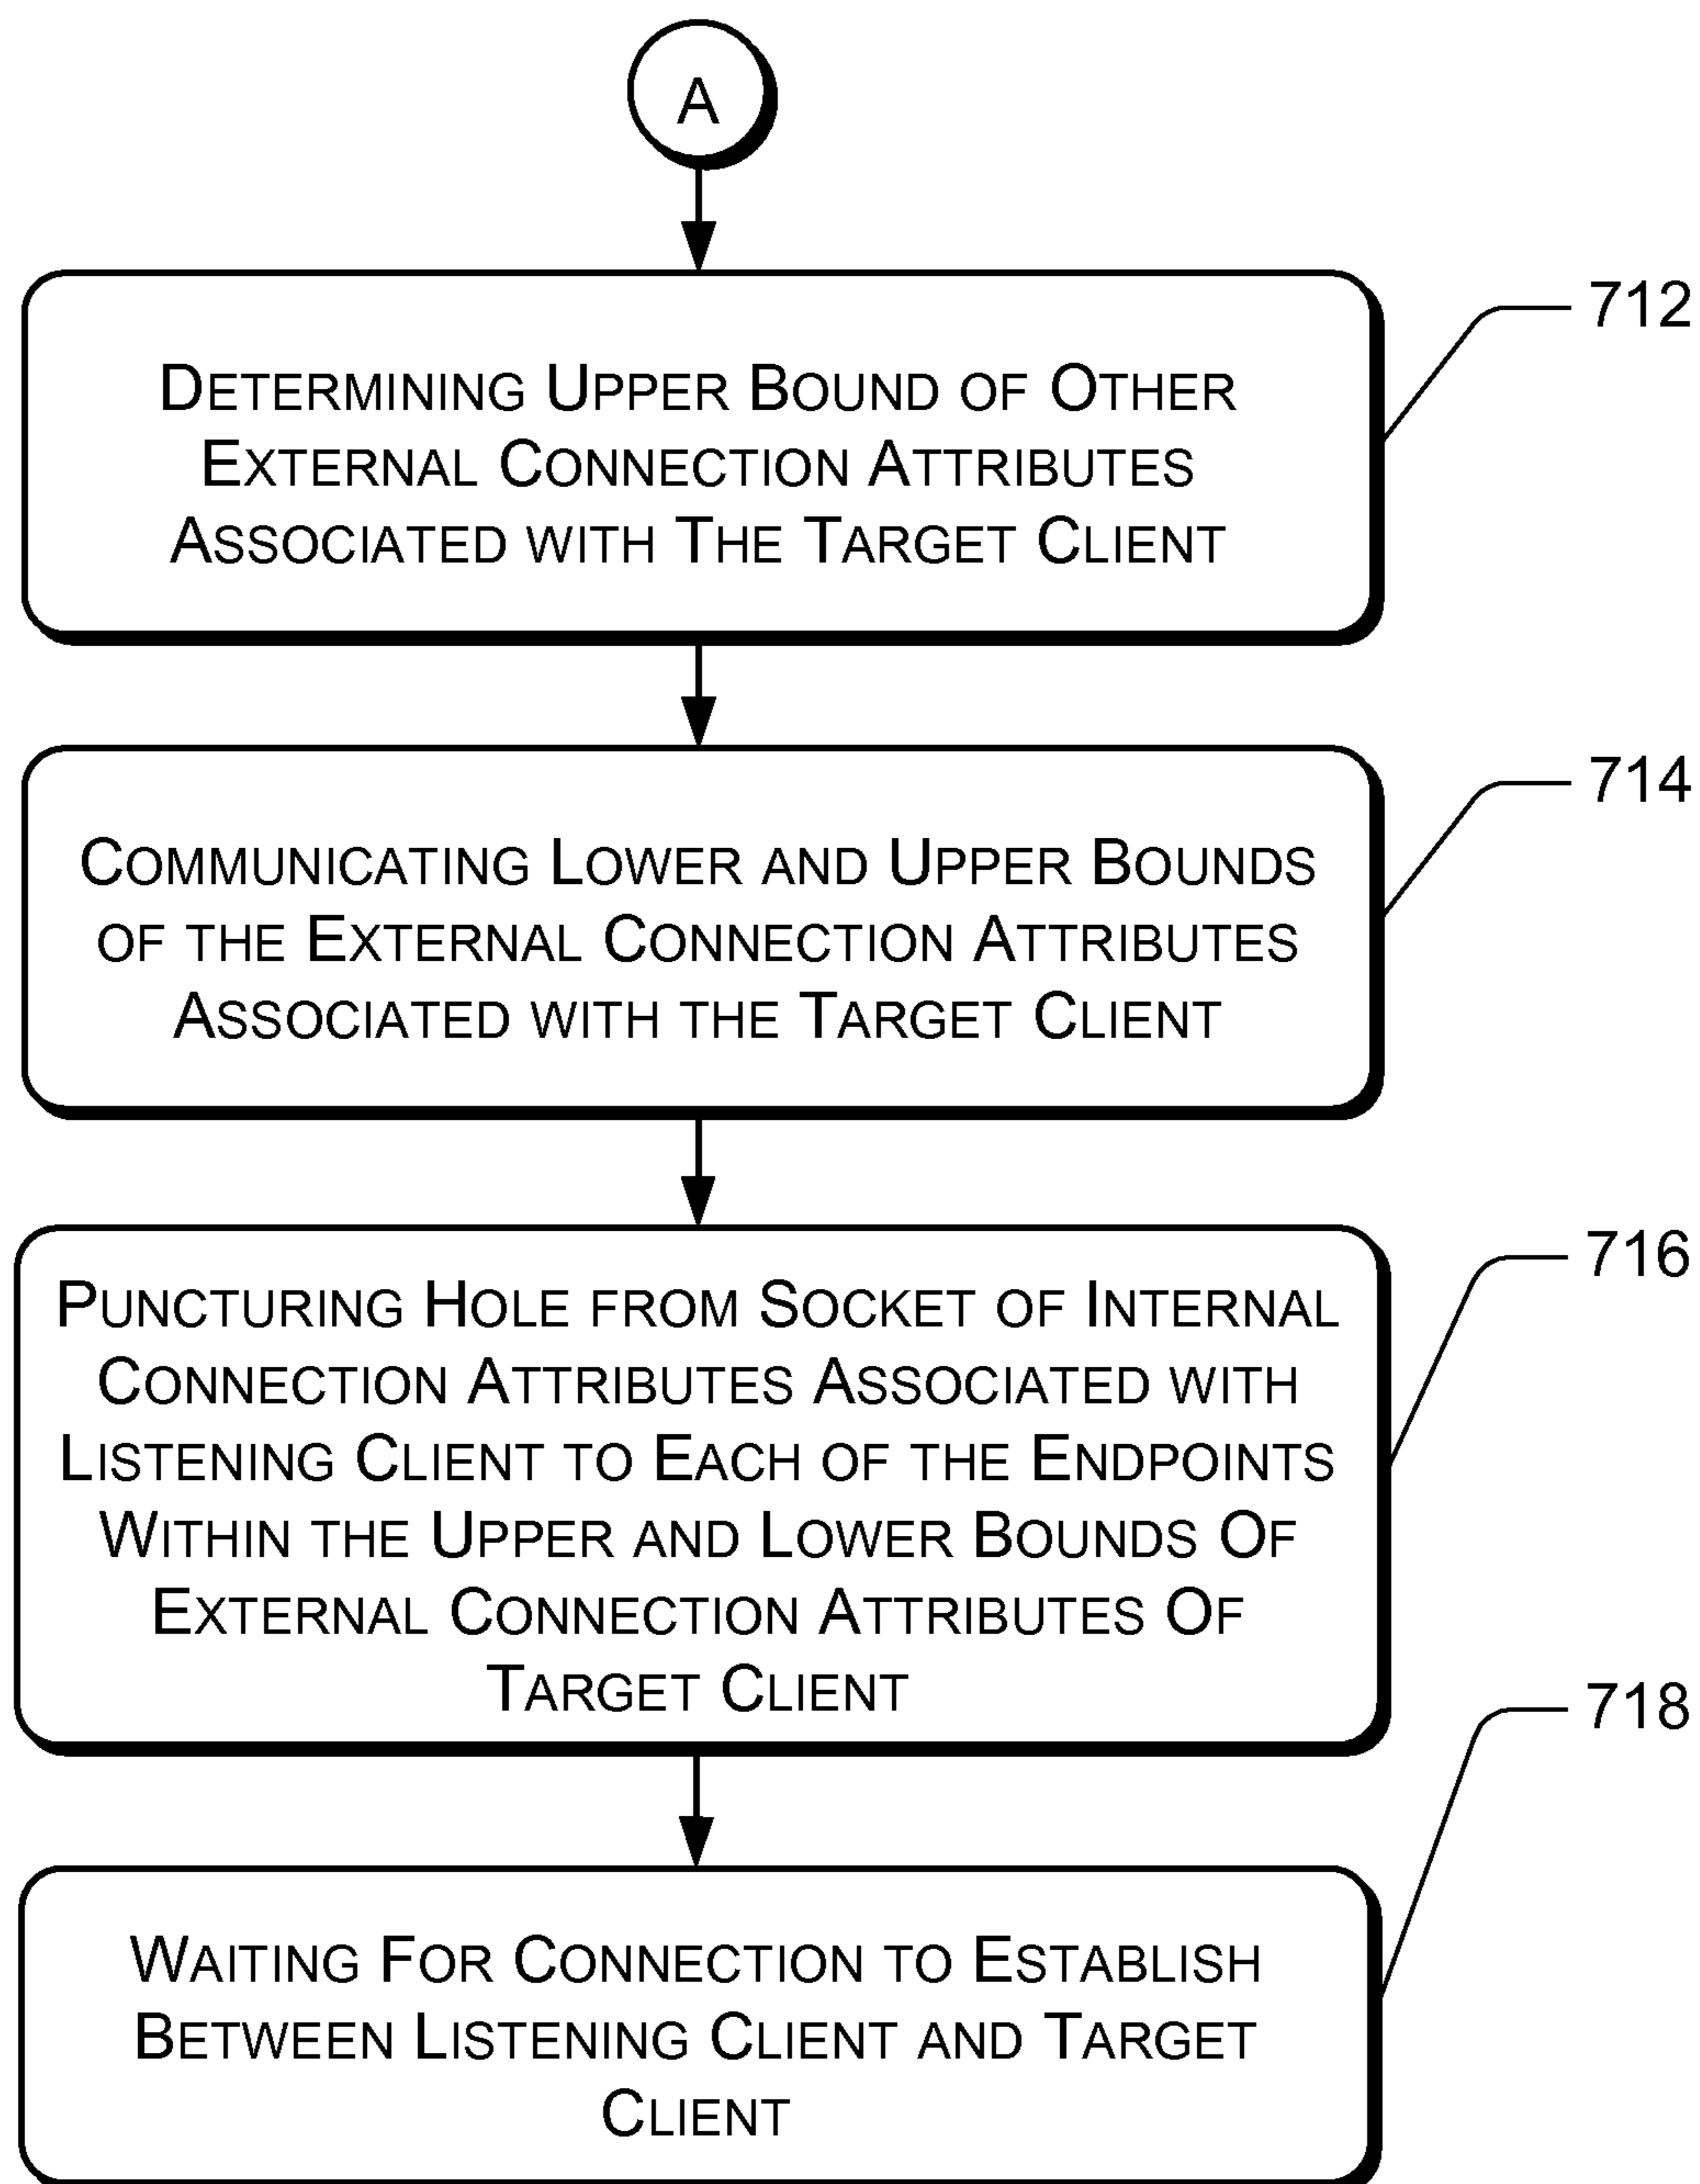 A
712
DETERMINING UPPER BOUND OF OTHER
EXTERNAL CONNECTION ATTRIBUTES
ASSOCIATED WITH THE TARGET CLIENT
714
COMMUNICATING LOWER AND UPPER BOUNDS
OF THE EXTERNAL CONNECTION ATTRIBUTES
ASSOCIATED WITH THE TARGET CLIENT
716
PUNCTURING HOLE FROM SOCKET OF INTERNAL
CONNECTION ATTRIBUTES ASSOCIATED WITH
LISTENING CLIENT TO EACH OF THE ENDPOINTS
WITHIN THE UPPER AND LOWER BOUNDS OF
EXTERNAL CONNECTION ATTRIBUTES OF
TARGET CLIENT
718
WAITING FOR CONNECTION TO ESTABLISH
BETWEEN LISTENING CLIENT AND TARGET
CLIENT